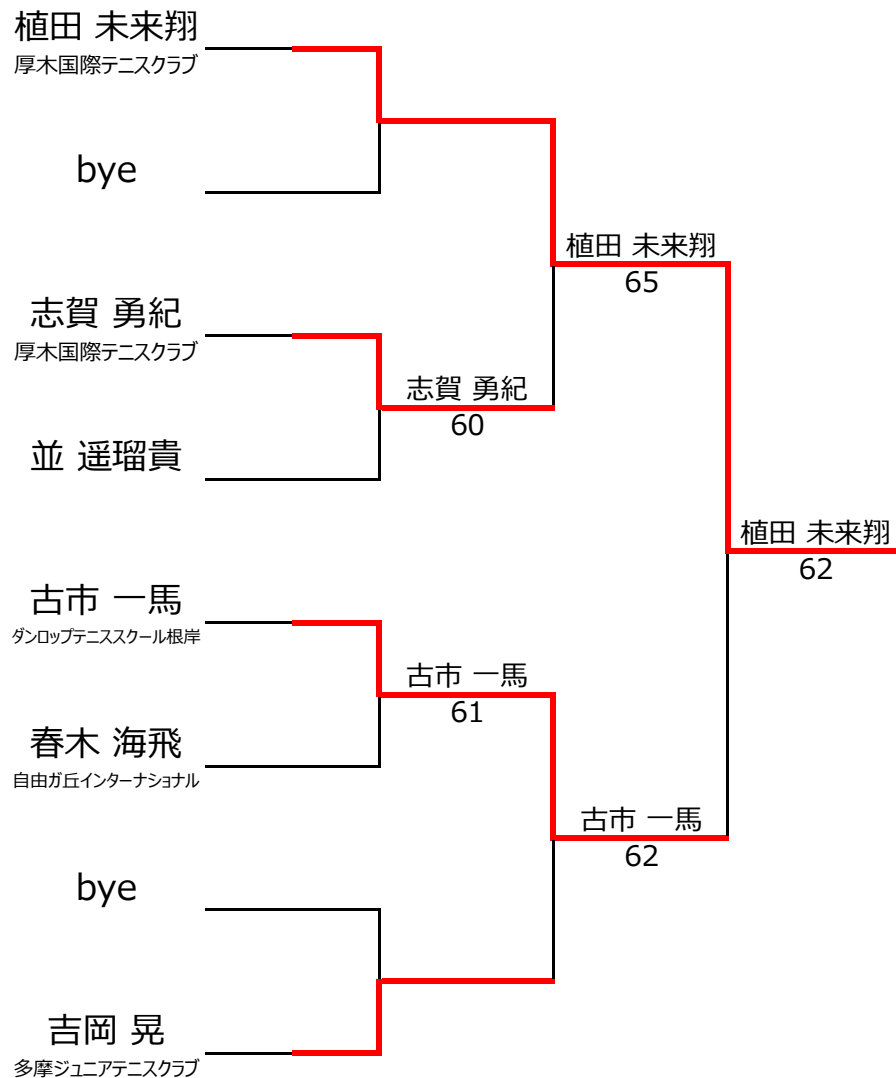 植田 未来翔
厚木国際テニスクラブ
bye
植田 未来翔
65
志賀 勇紀
厚木国際テニスクラブ
志賀 勇紀
60
並 遥瑠貴
植田 未来翔
62
古市 一馬
ダンロップテニススクール根岸
古市 一馬
61
春木 海飛
自由ガ丘インターナショナル
古市 一馬
62
bye
吉岡 晃
多摩ジュニアテニスクラブ